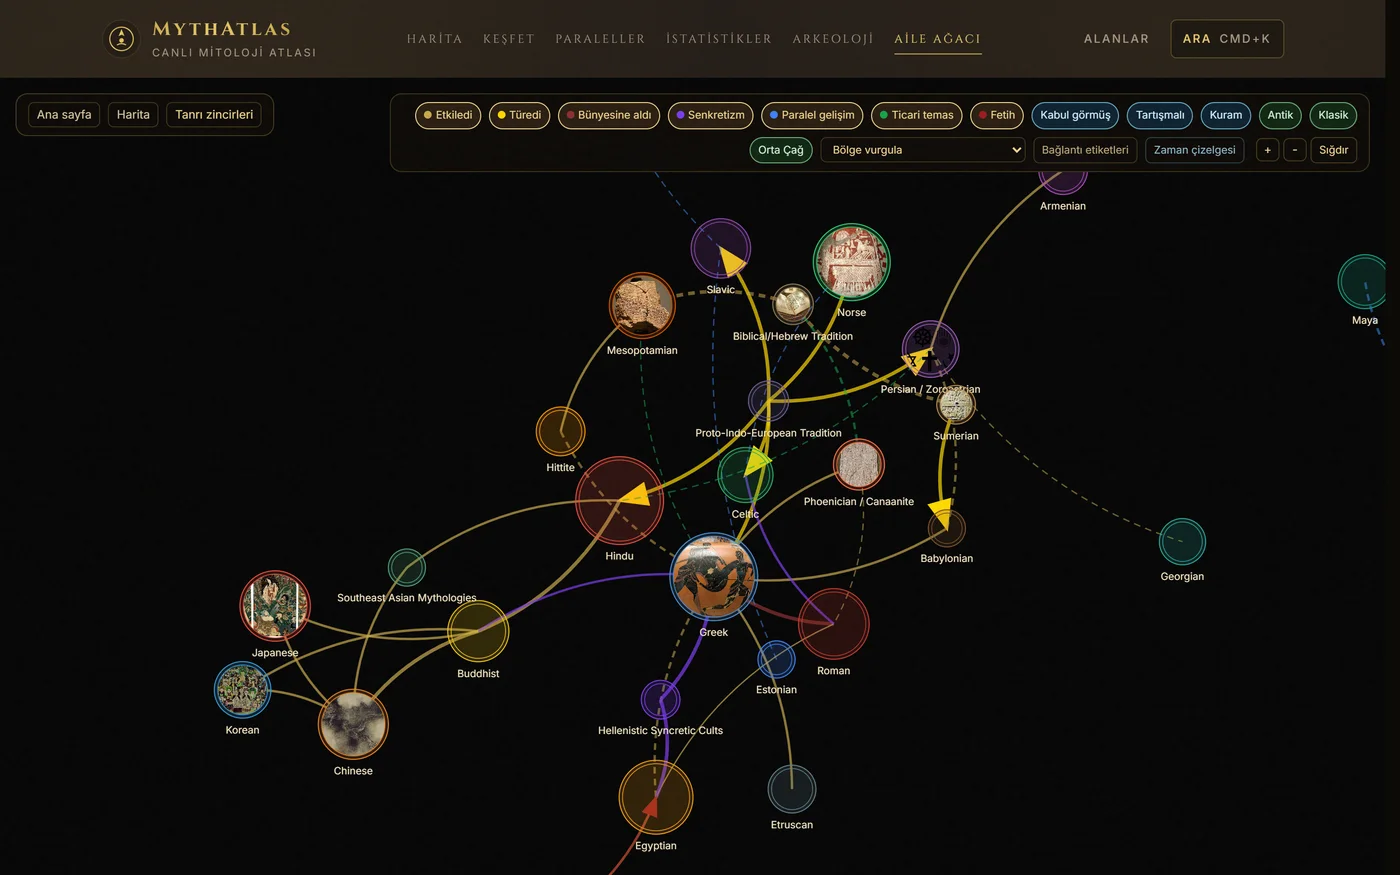 MYTHATLAS
CANLI MİTOLOJİ ATLASI
HARİTA KEŞFET PARALELLER İSTATİSTİKLER ARKEOLOJİ AİLE AĞACI
ALANLAR
ARA CMD+K
Ana sayfa Harita Tanrı zincirleri
Etkiledi Türedi Bünyesine aldı Senkretizm Paralel gelişim Ticari temas Fetih Kabul görmüş Tartışmalı Kuram Antik Klasik
Orta Çağ Bölge vurgula Bağlantı etiketleri Zaman çizelgesi + - Sığdır
Armenian
Slavic
Norse
Maya
Biblical/Hebrew Tradition
Mesopotamian
Persian / Zoroastrian
Proto-Indo-European Tradition
Sumerian
Hittite
Phoenician / Canaanite
Celtic
Hindu
Babylonian
Georgian
Southeast Asian Mythologies
Greek
Japanese
Buddhist
Roman
Estonian
Korean
Hellenistic Syncretic Cults
Chinese
Etruscan
Egyptian